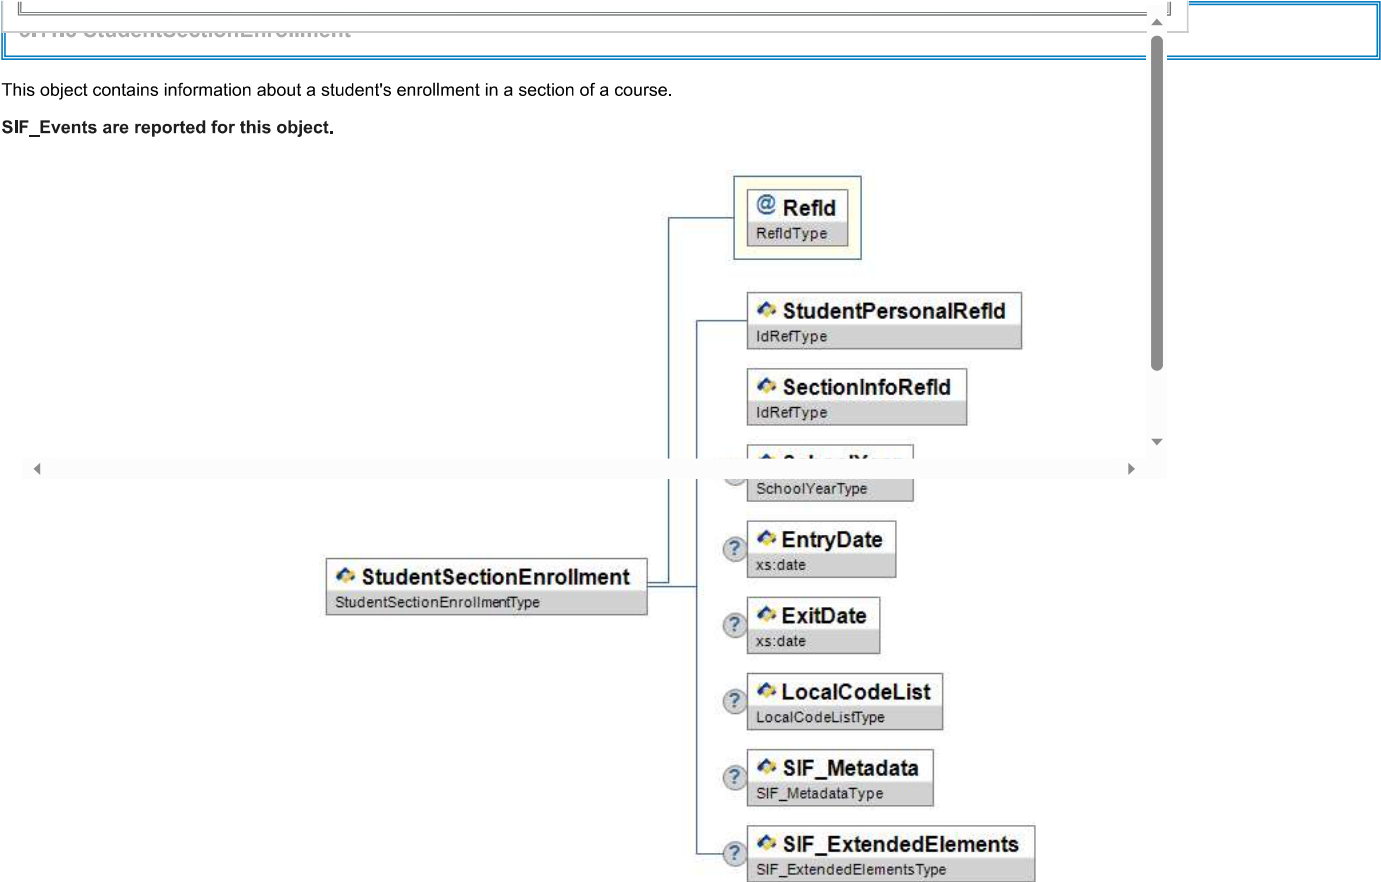 This object contains information about a student's enrollment in a section of a course.
SIF_Events are reported for this object.
@ RefId
RefIdType
StudentPersonalRefId
IdRefType
SectionInfoRefId
IdRefType
SchoolYearType
? EntryDate
xs:date
StudentSectionEnrollment
StudentSectionEnrollmentType
? ExitDate
xs:date
? LocalCodeList
LocalCodeListType
? SIF_Metadata
SIF_MetadataType
? SIF_ExtendedElements
SIF_ExtendedElementsType